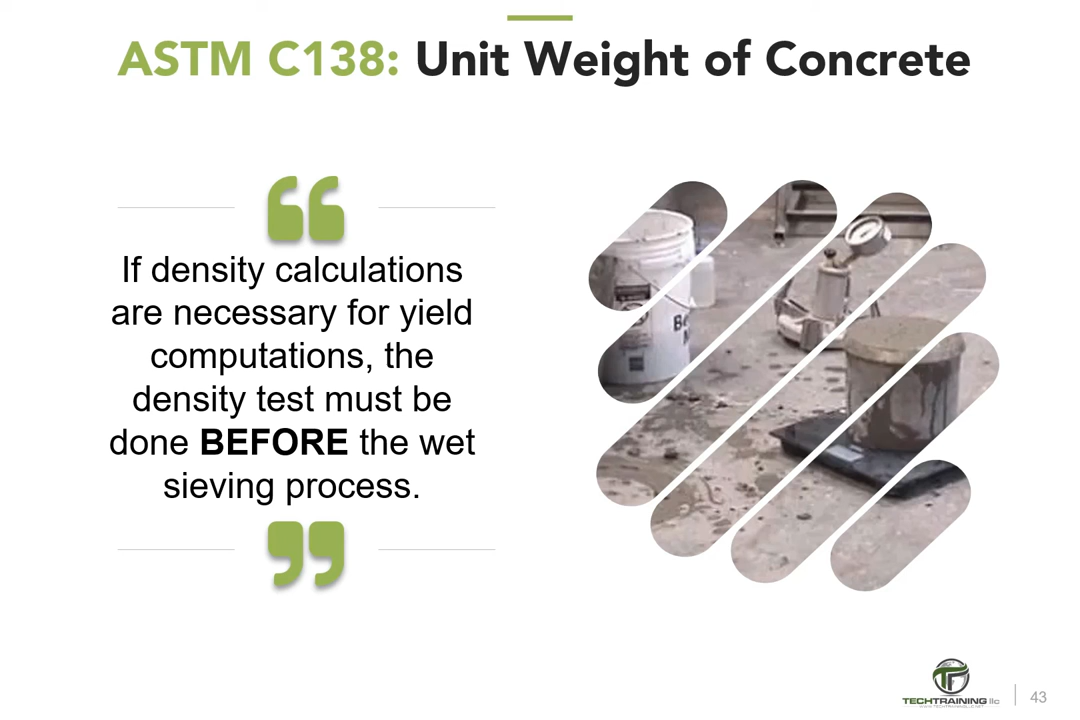 ASTM C138: Unit Weight of Concrete
If density calculations
are necessary for yield
computations, the
density test must be
done BEFORE the wet
sieving process.
TECHTRAINING llc
43